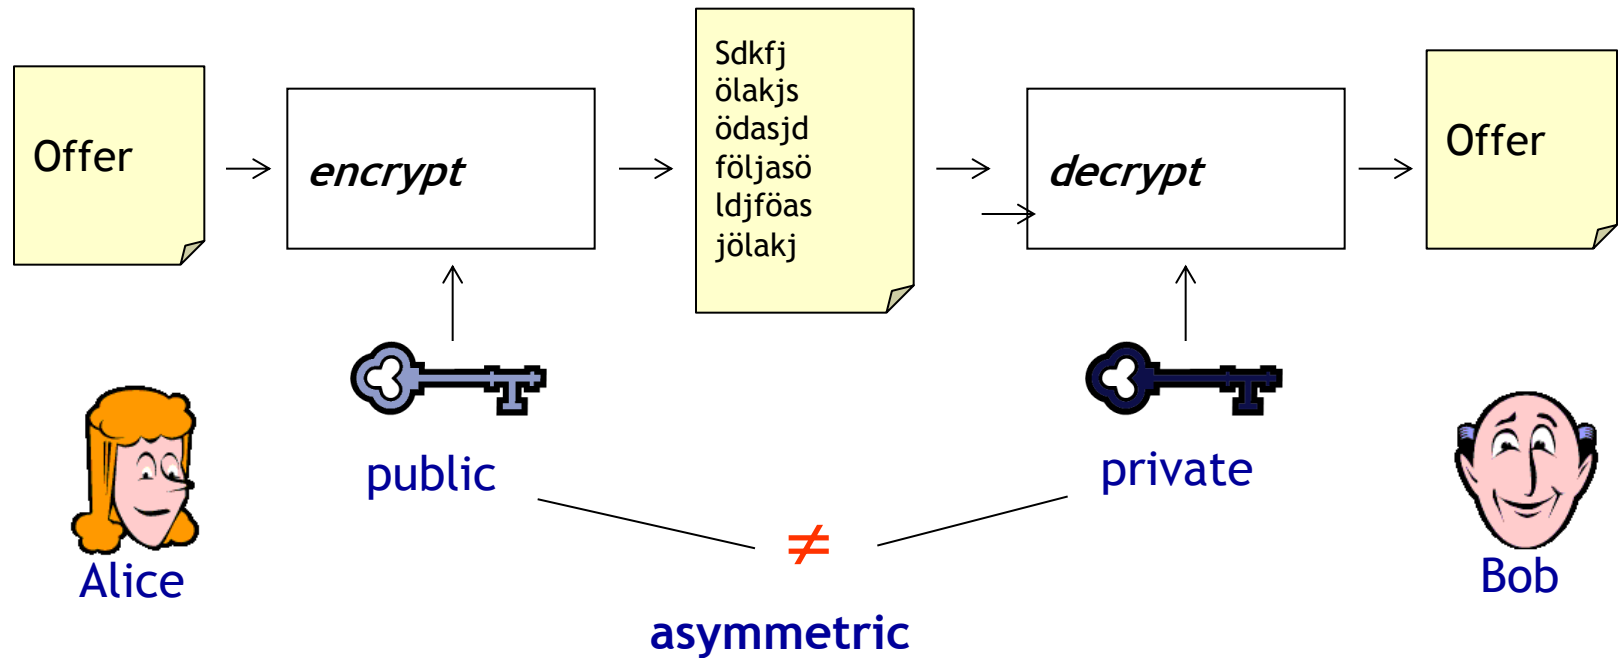 Offer
encrypt
Sdkfj
ölakjs
ödasjd
följasö
ldjföas
jölakj
decrypt
Offer
public
private
≠
Alice
Bob
asymmetric